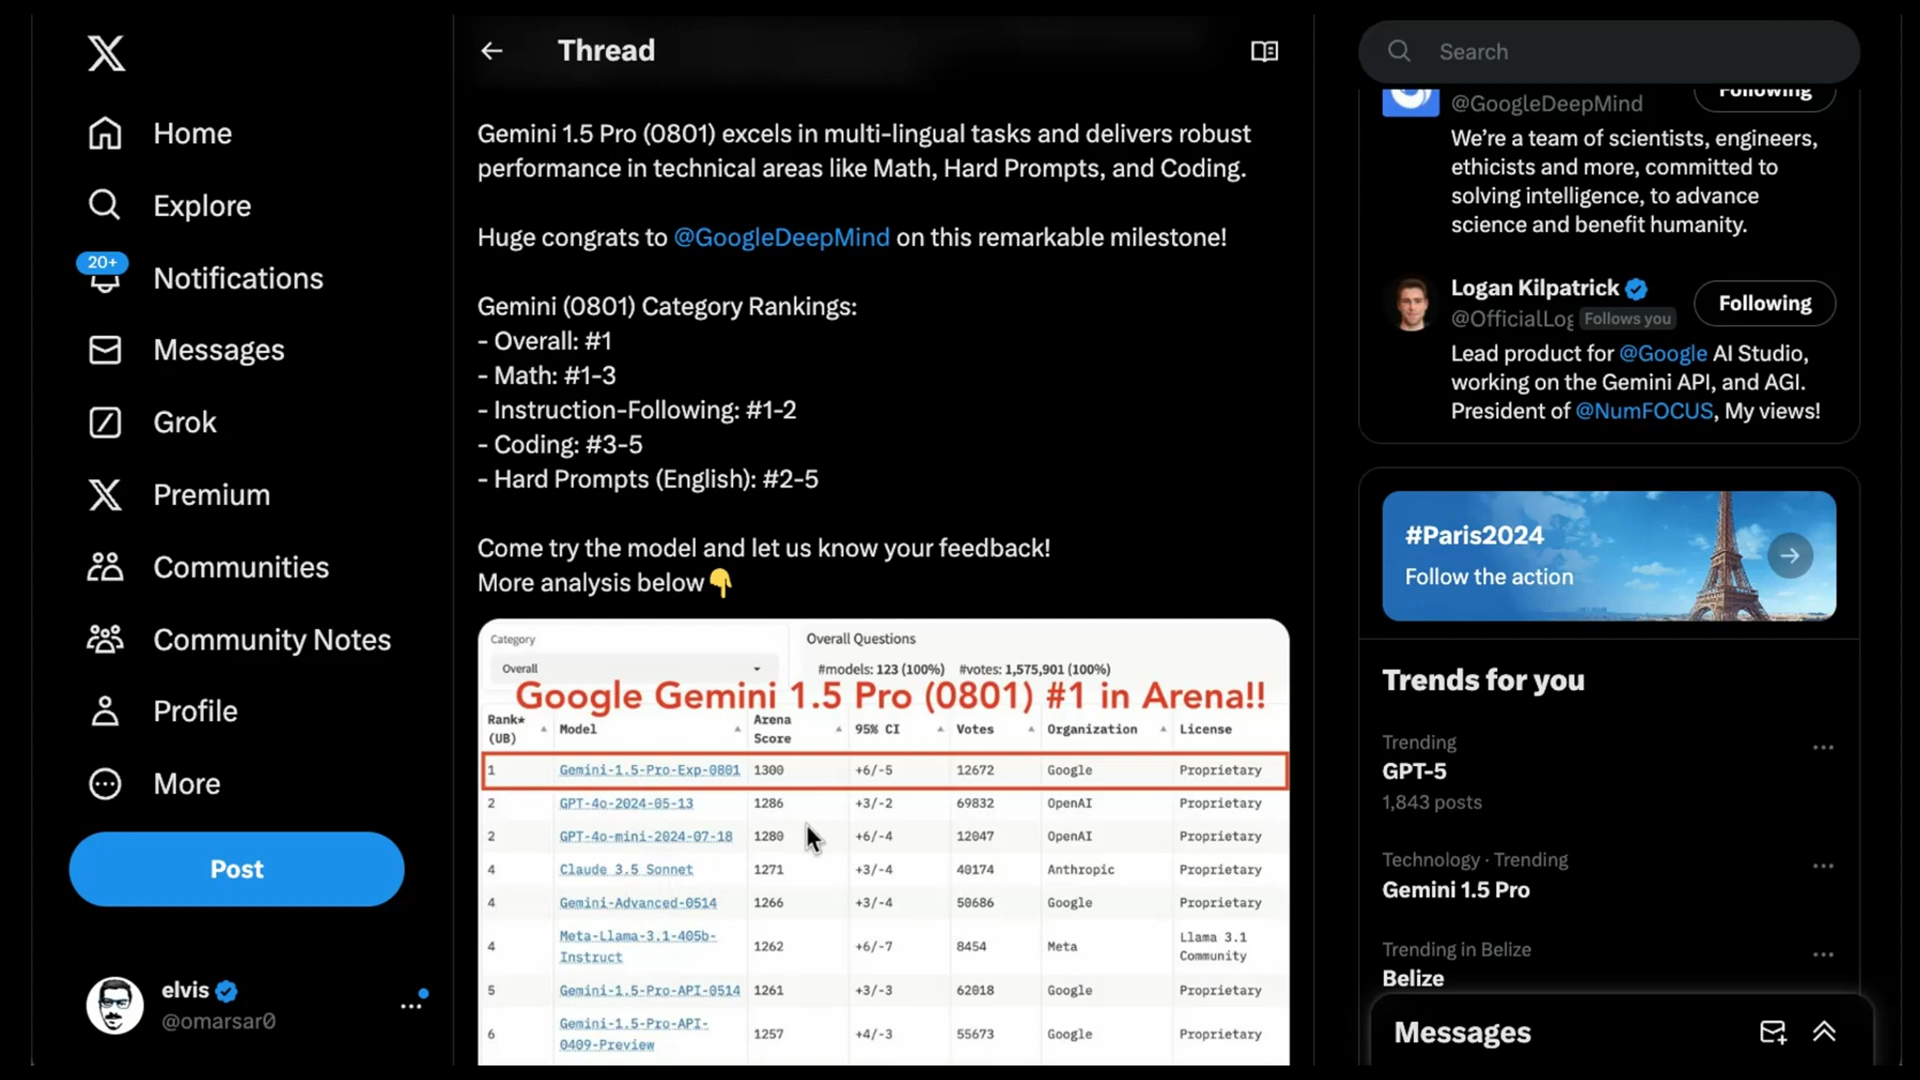 Home
Explore
20+
Notifications
Messages
Grok
Premium
Communities
Community Notes
Profile
More
Post
elvis
@omarsar0
Thread
Gemini 1.5 Pro (0801) excels in multi-lingual tasks and delivers robust
performance in technical areas like Math, Hard Prompts, and Coding.
Huge congrats to @GoogleDeepMind on this remarkable milestone!
Gemini (0801) Category Rankings:
- Overall: #1
- Math: #1-3
- Instruction-Following: #1-2
- Coding: #3-5
- Hard Prompts (English): #2-5
Come try the model and let us know your feedback!
More analysis below👇
Category
Overall
Overall Questions
#models: 123 (100%) #votes: 1,575,901 (100%)
Google Gemini 1.5 Pro (0801) #1 in Arena!!
Rank* (UB) Model Arena Score 95% CI Votes Organization License
1 Gemini-1.5-Pro-Exp-0801 1300 +6/-5 12672 Google Proprietary
2 GPT-4o-2024-05-13 1286 +3/-2 69832 OpenAI Proprietary
2 GPT-4o-mini-2024-07-18 1280 +6/-4 12047 OpenAI Proprietary
4 Claude 3.5 Sonnet 1271 +3/-4 40174 Anthropic Proprietary
4 Gemini-Advanced-0514 1266 +3/-4 50686 Google Proprietary
4 Meta-Llama-3.1-405b-Instruct 1262 +6/-7 8454 Meta Llama 3.1 Community
5 Gemini-1.5-Pro-API-0514 1261 +3/-3 62018 Google Proprietary
6 Gemini-1.5-Pro-API-0409-Preview 1257 +4/-3 55673 Google Proprietary
Search
@GoogleDeepMind
Following
We're a team of scientists, engineers,
ethicists and more, committed to
solving intelligence, to advance
science and benefit humanity.
Logan Kilpatrick
@OfficialLog Follows you
Following
Lead product for @Google AI Studio,
working on the Gemini API, and AGI.
President of @NumFOCUS, My views!
#Paris2024
Follow the action
Trends for you
Trending
GPT-5
1,843 posts
Technology · Trending
Gemini 1.5 Pro
Trending in Belize
Belize
Messages